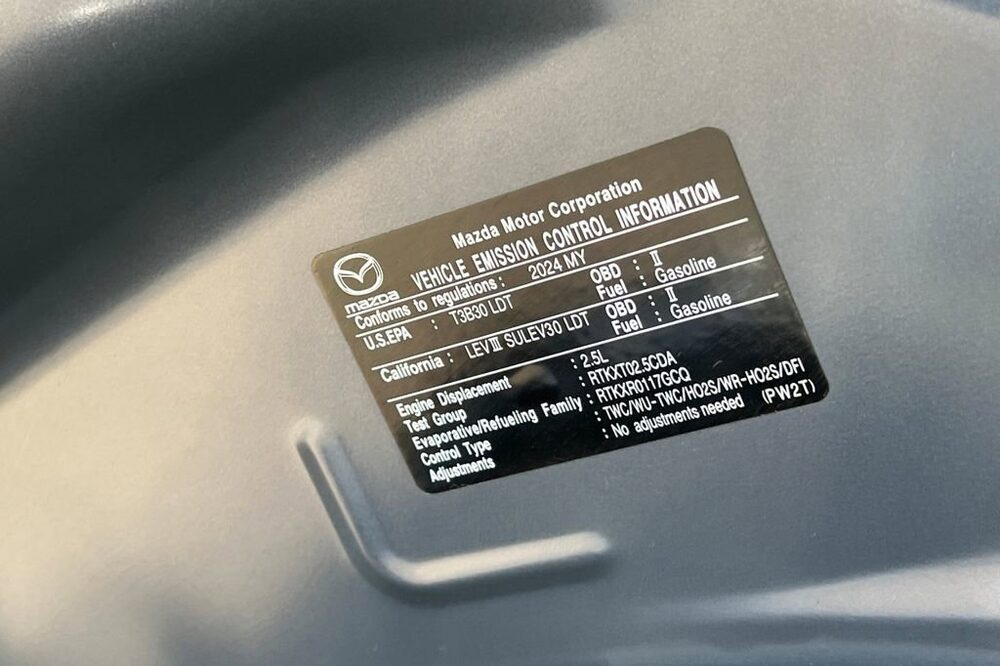 Mazda Motor Corporation
VEHICLE EMISSION CONTROL INFORMATION
mazda
Conforms to regulations : 2024 MY
U.S.EPA : T3B30 LDT OBD : II
Fuel : Gasoline
California : LEV III SULEV30 LDT OBD : II
Fuel : Gasoline
Engine Displacement : 2.5L
Test Group : RTKXT02.5CDA
Evaporative/Refueling Family : RTKXR0117GCQ
Control Type : TWC/WU-TWC/HO2S/WR-HO2S/DFI
Adjustments : No adjustments needed (PW2T)